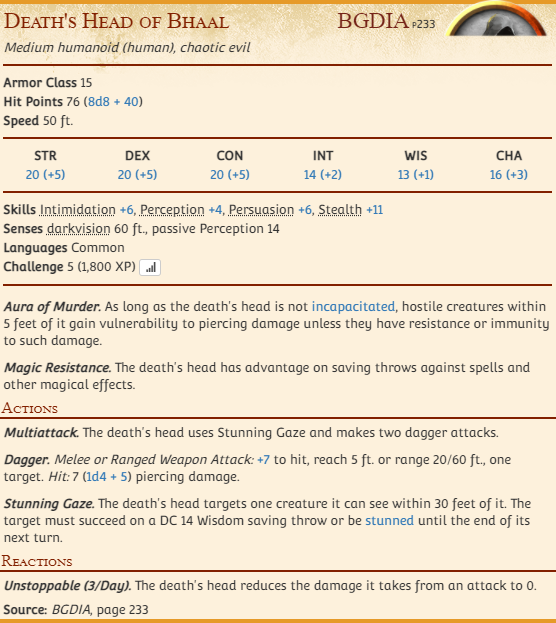 Death's Head of Bhaal BGDIA p233
Medium humanoid (human), chaotic evil
Armor Class 15
Hit Points 76 (8d8 + 40)
Speed 50 ft.
STR DEX CON INT WIS CHA
20 (+5) 20 (+5) 20 (+5) 14 (+2) 13 (+1) 16 (+3)
Skills Intimidation +6, Perception +4, Persuasion +6, Stealth +11
Senses darkvision 60 ft., passive Perception 14
Languages Common
Challenge 5 (1,800 XP)
Aura of Murder. As long as the death's head is not incapacitated, hostile creatures within
5 feet of it gain vulnerability to piercing damage unless they have resistance or immunity
to such damage.
Magic Resistance. The death's head has advantage on saving throws against spells and
other magical effects.
Actions
Multiattack. The death's head uses Stunning Gaze and makes two dagger attacks.
Dagger. Melee or Ranged Weapon Attack: +7 to hit, reach 5 ft. or range 20/60 ft., one
target. Hit: 7 (1d4 + 5) piercing damage.
Stunning Gaze. The death's head targets one creature it can see within 30 feet of it. The
target must succeed on a DC 14 Wisdom saving throw or be stunned until the end of its
next turn.
Reactions
Unstoppable (3/Day). The death's head reduces the damage it takes from an attack to 0.
Source: BGDIA, page 233